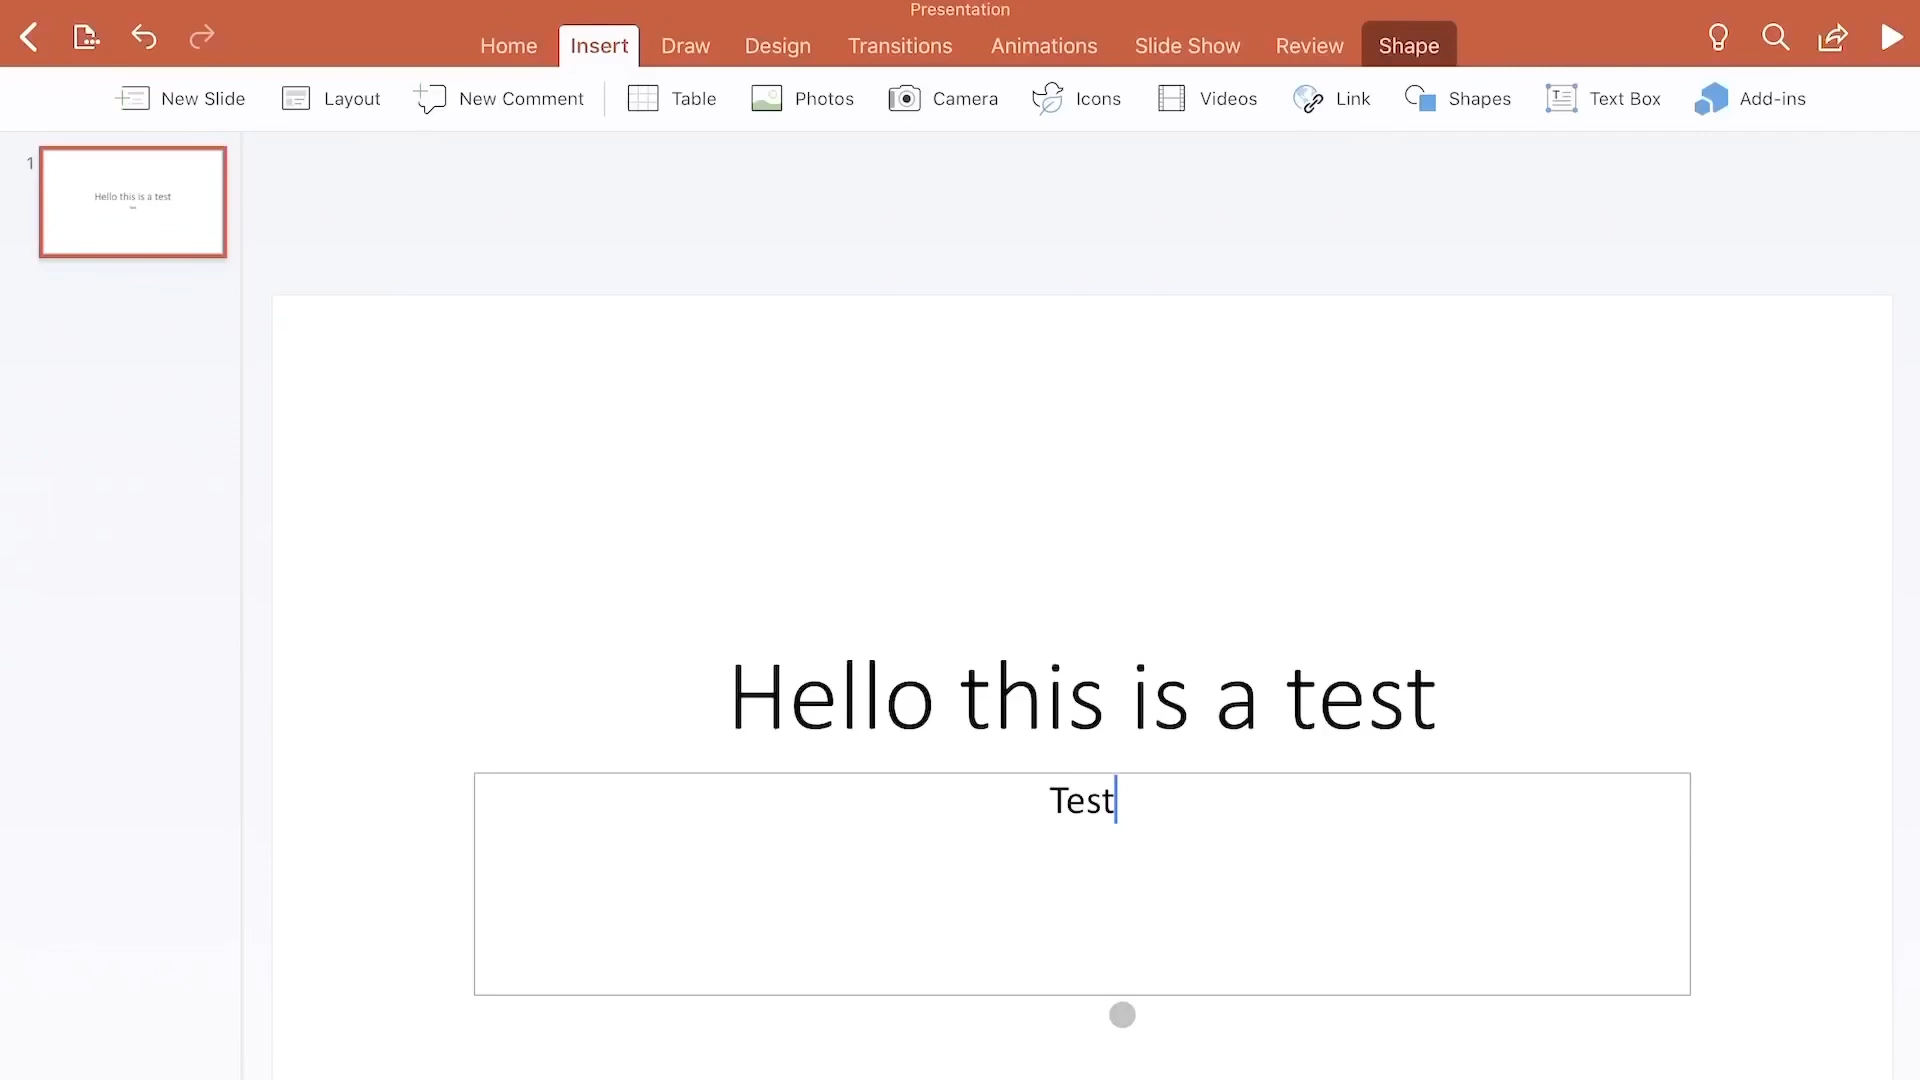 Presentation
Home Insert Draw Design Transitions Animations Slide Show Review Shape
New Slide Layout New Comment Table Photos Camera Icons Videos Link Shapes Text Box Add-ins
1
Hello this is a test
Test
Hello this is a test
Test